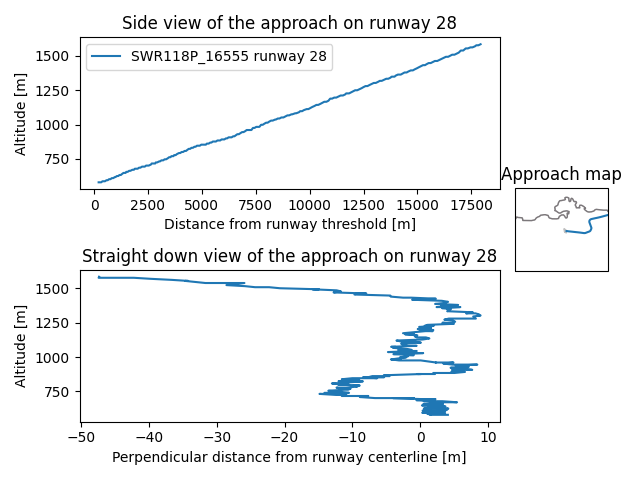 Side view of the approach on runway 28
1500
1250
1000
750
Altitude [m]
SWR118P_16555 runway 28
0 2500 5000 7500 10000 12500 15000 17500
Distance from runway threshold [m]
Approach map
Straight down view of the approach on runway 28
1500
1250
1000
750
Altitude [m]
−50 −40 −30 −20 −10 0 10
Perpendicular distance from runway centerline [m]